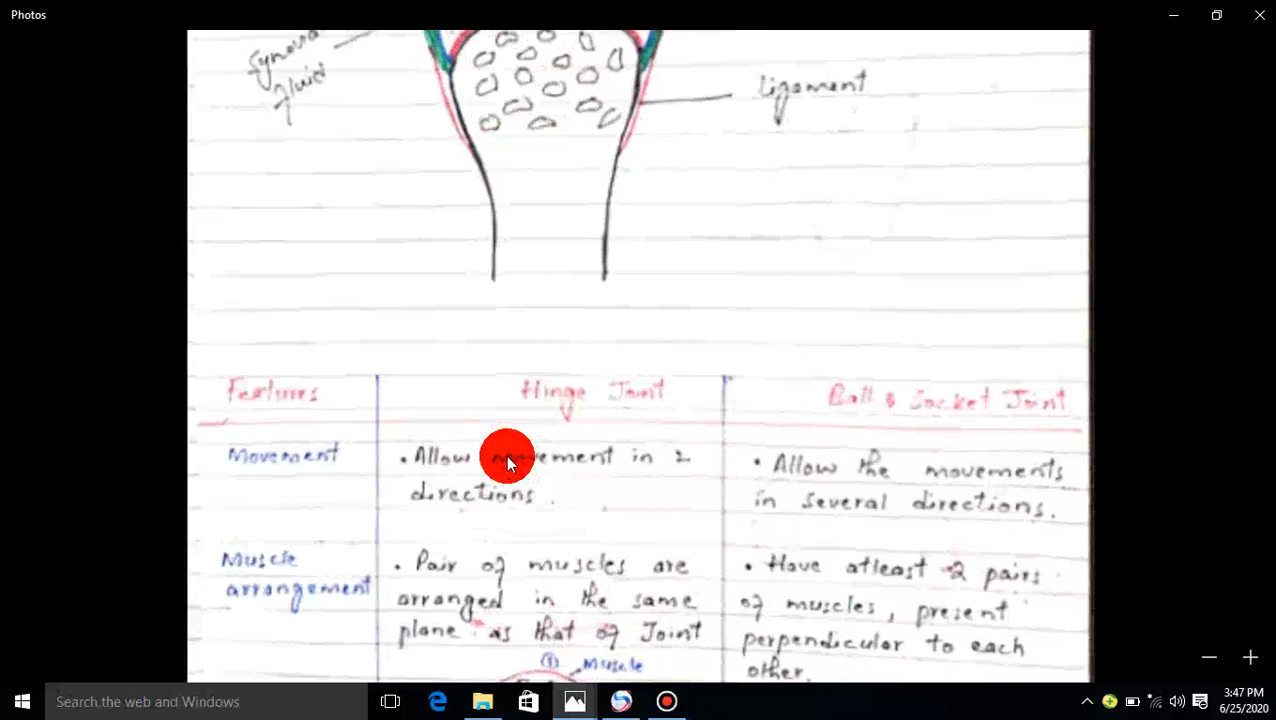 Photos
Synovial
fluid
ligament
Features
Hinge Joint
Ball & Socket Joint
Movement
• Allow movement in 2
directions.
• Allow the movements
in several directions.
Muscle
arrangement
• Pair of muscles are
arranged in the same
plane as that of Joint
• Have atleast 2 pairs
of muscles, present
perpendicular to each
other.
① Muscle
Search the web and Windows
3:47 PM
6/25/2020